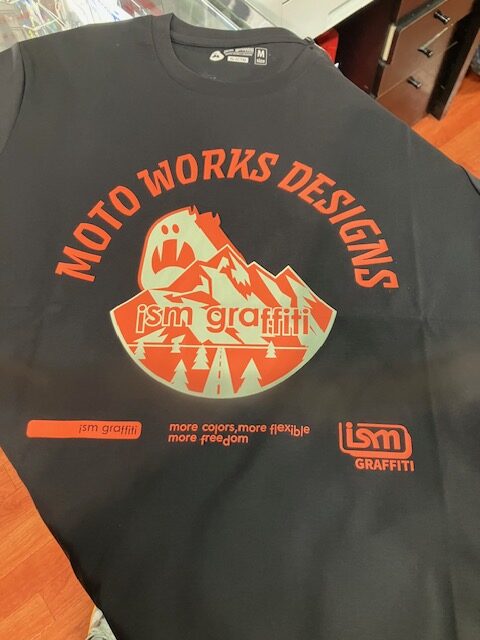 M
MOTO WORKS DESIGNS
ism graffiti
ism graffiti
more colors,more flexible
more freedom
ism
GRAFFITI